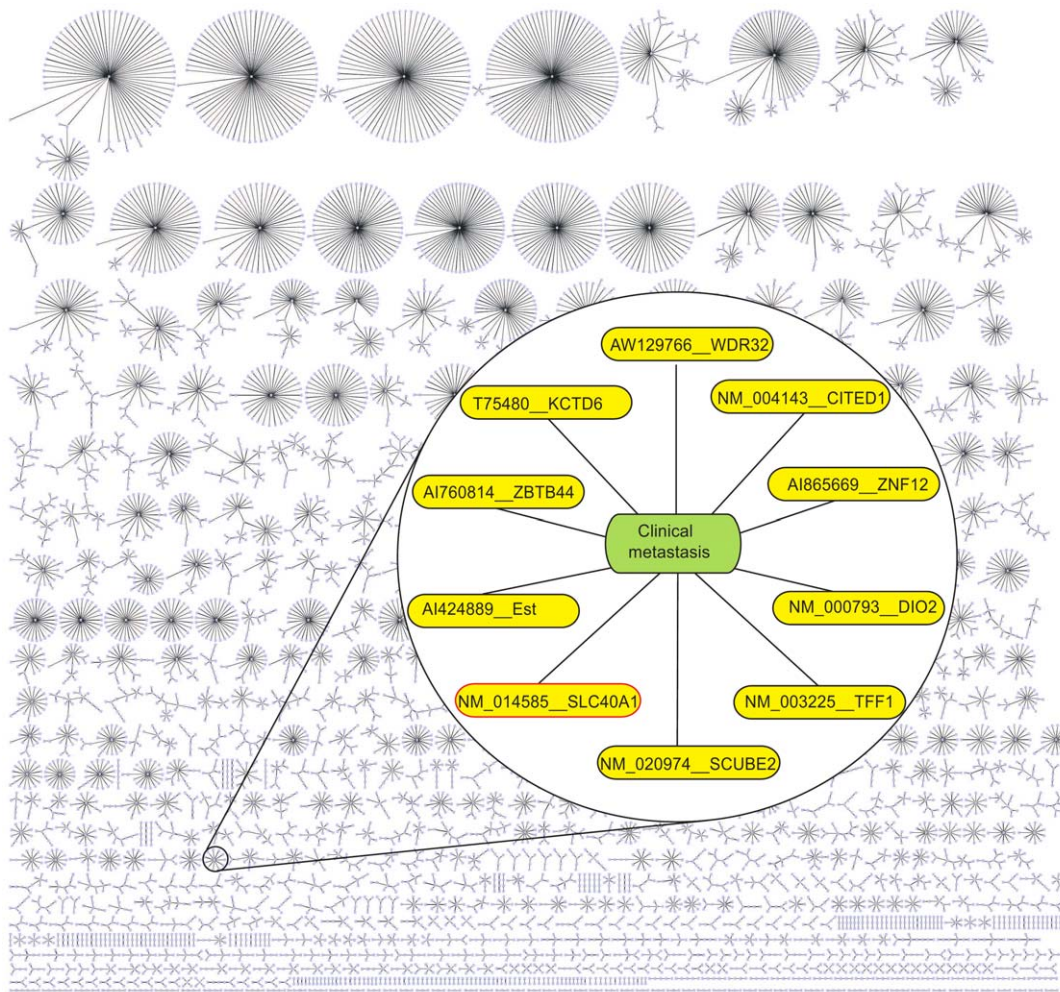 AW129766__WDR32
T75480__KCTD6
NM_004143__CITED1
AI760814__ZBTB44
AI865669__ZNF12
Clinical
metastasis
AI424889__Est
NM_000793__DIO2
NM_014585__SLC40A1
NM_003225__TFF1
NM_020974__SCUBE2